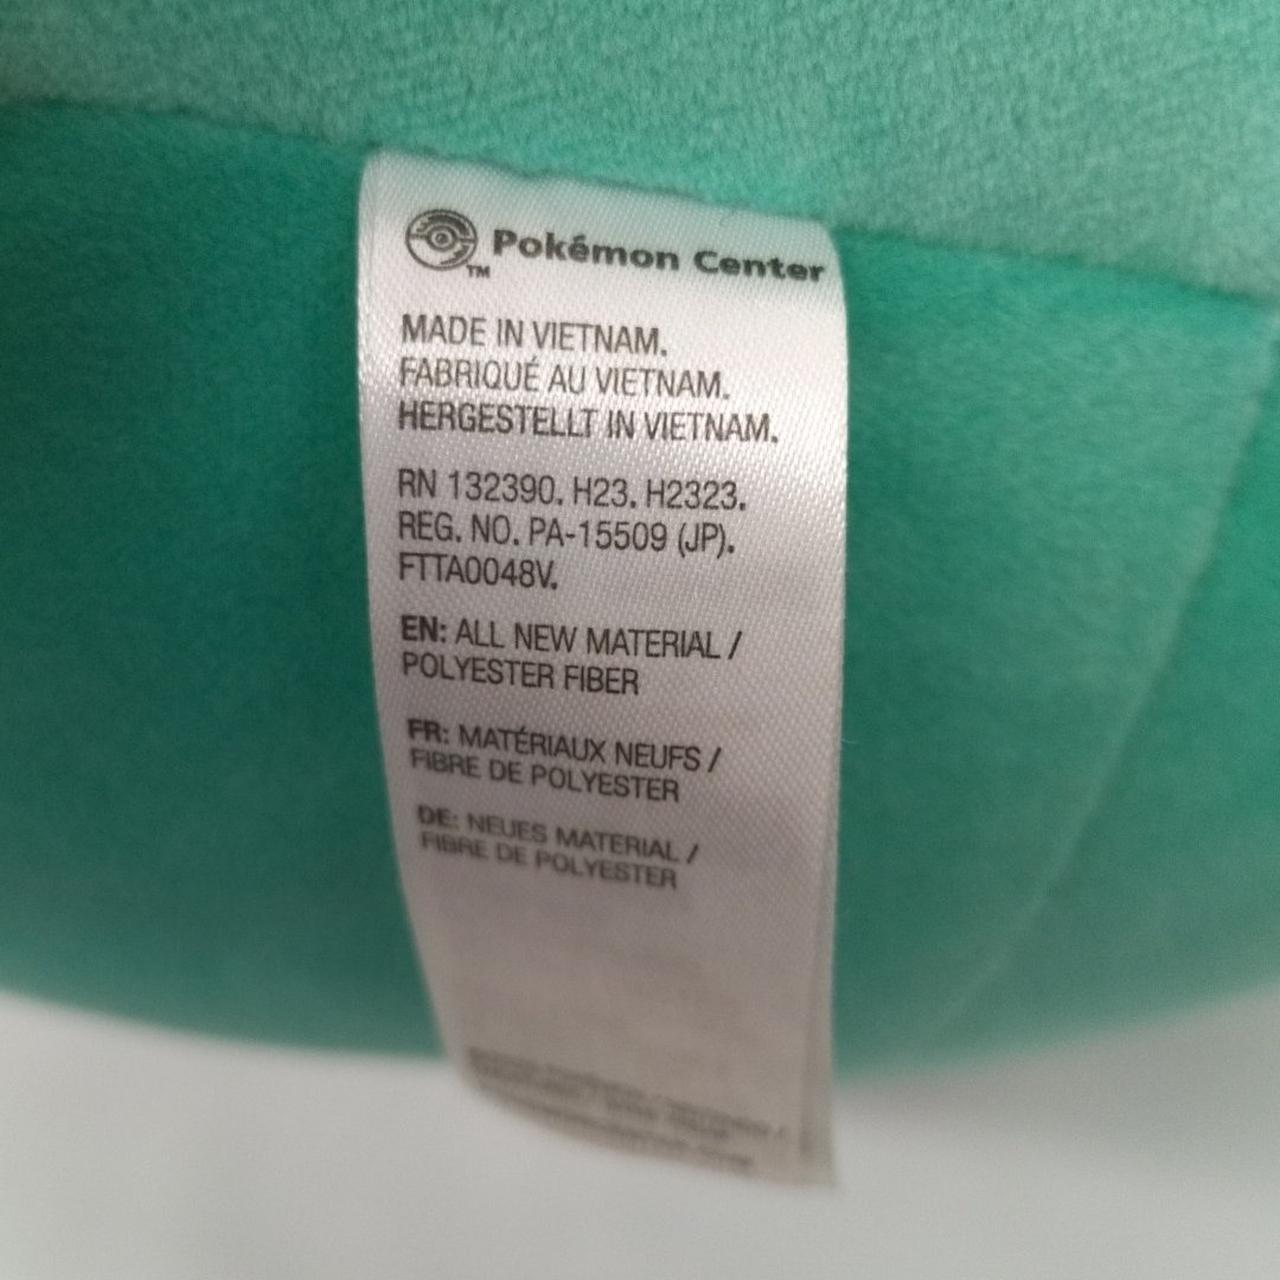 Pokémon Center
TM
MADE IN VIETNAM.
FABRIQUÉ AU VIETNAM.
HERGESTELLT IN VIETNAM.
RN 132390. H23. H2323.
REG. NO. PA-15509 (JP).
FTTA0048V.
EN: ALL NEW MATERIAL /
POLYESTER FIBER
FR: MATÉRIAUX NEUFS /
FIBRE DE POLYESTER
DE: NEUES MATERIAL /
FIBRE DE POLYESTER